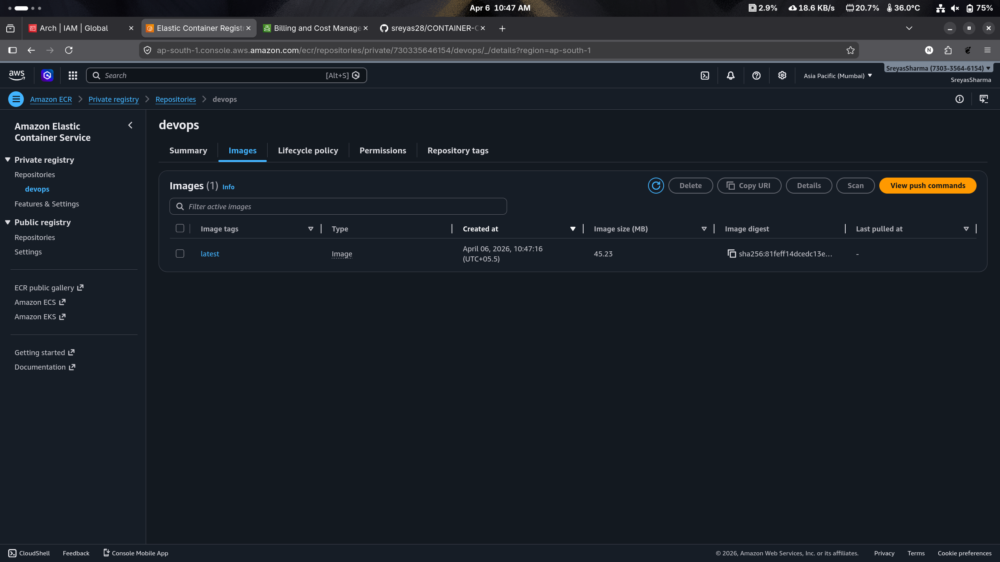 Apr 6 10:47 AM
2.9%
18.6 KB/s
20.7%
36.0°C
75%
Arch | IAM | Global
Elastic Container Regist
Billing and Cost Manage
sreyas28/CONTAINER-C
ap-south-1.console.aws.amazon.com/ecr/repositories/private/730335646154/devops/_/details?region=ap-south-1
N
aws
Search
[Alt+S]
Asia Pacific (Mumbai)
SreyasSharma (7303-3564-6154)
SreyasSharma
Amazon ECR
Private registry
Repositories
devops
Amazon Elastic
Container Service
Private registry
Repositories
devops
Features & Settings
Public registry
Repositories
Settings
ECR public gallery
Amazon ECS
Amazon EKS
Getting started
Documentation
devops
Summary
Images
Lifecycle policy
Permissions
Repository tags
Images (1) Info
Delete
Copy URI
Details
Scan
View push commands
Filter active images
Image tags
Type
Created at
Image size (MB)
Image digest
Last pulled at
latest
Image
April 06, 2026, 10:47:16
(UTC+05.5)
45.23
sha256:81feff14dcedc13e...
-
CloudShell
Feedback
Console Mobile App
© 2026, Amazon Web Services, Inc. or its affiliates.
Privacy
Terms
Cookie preferences